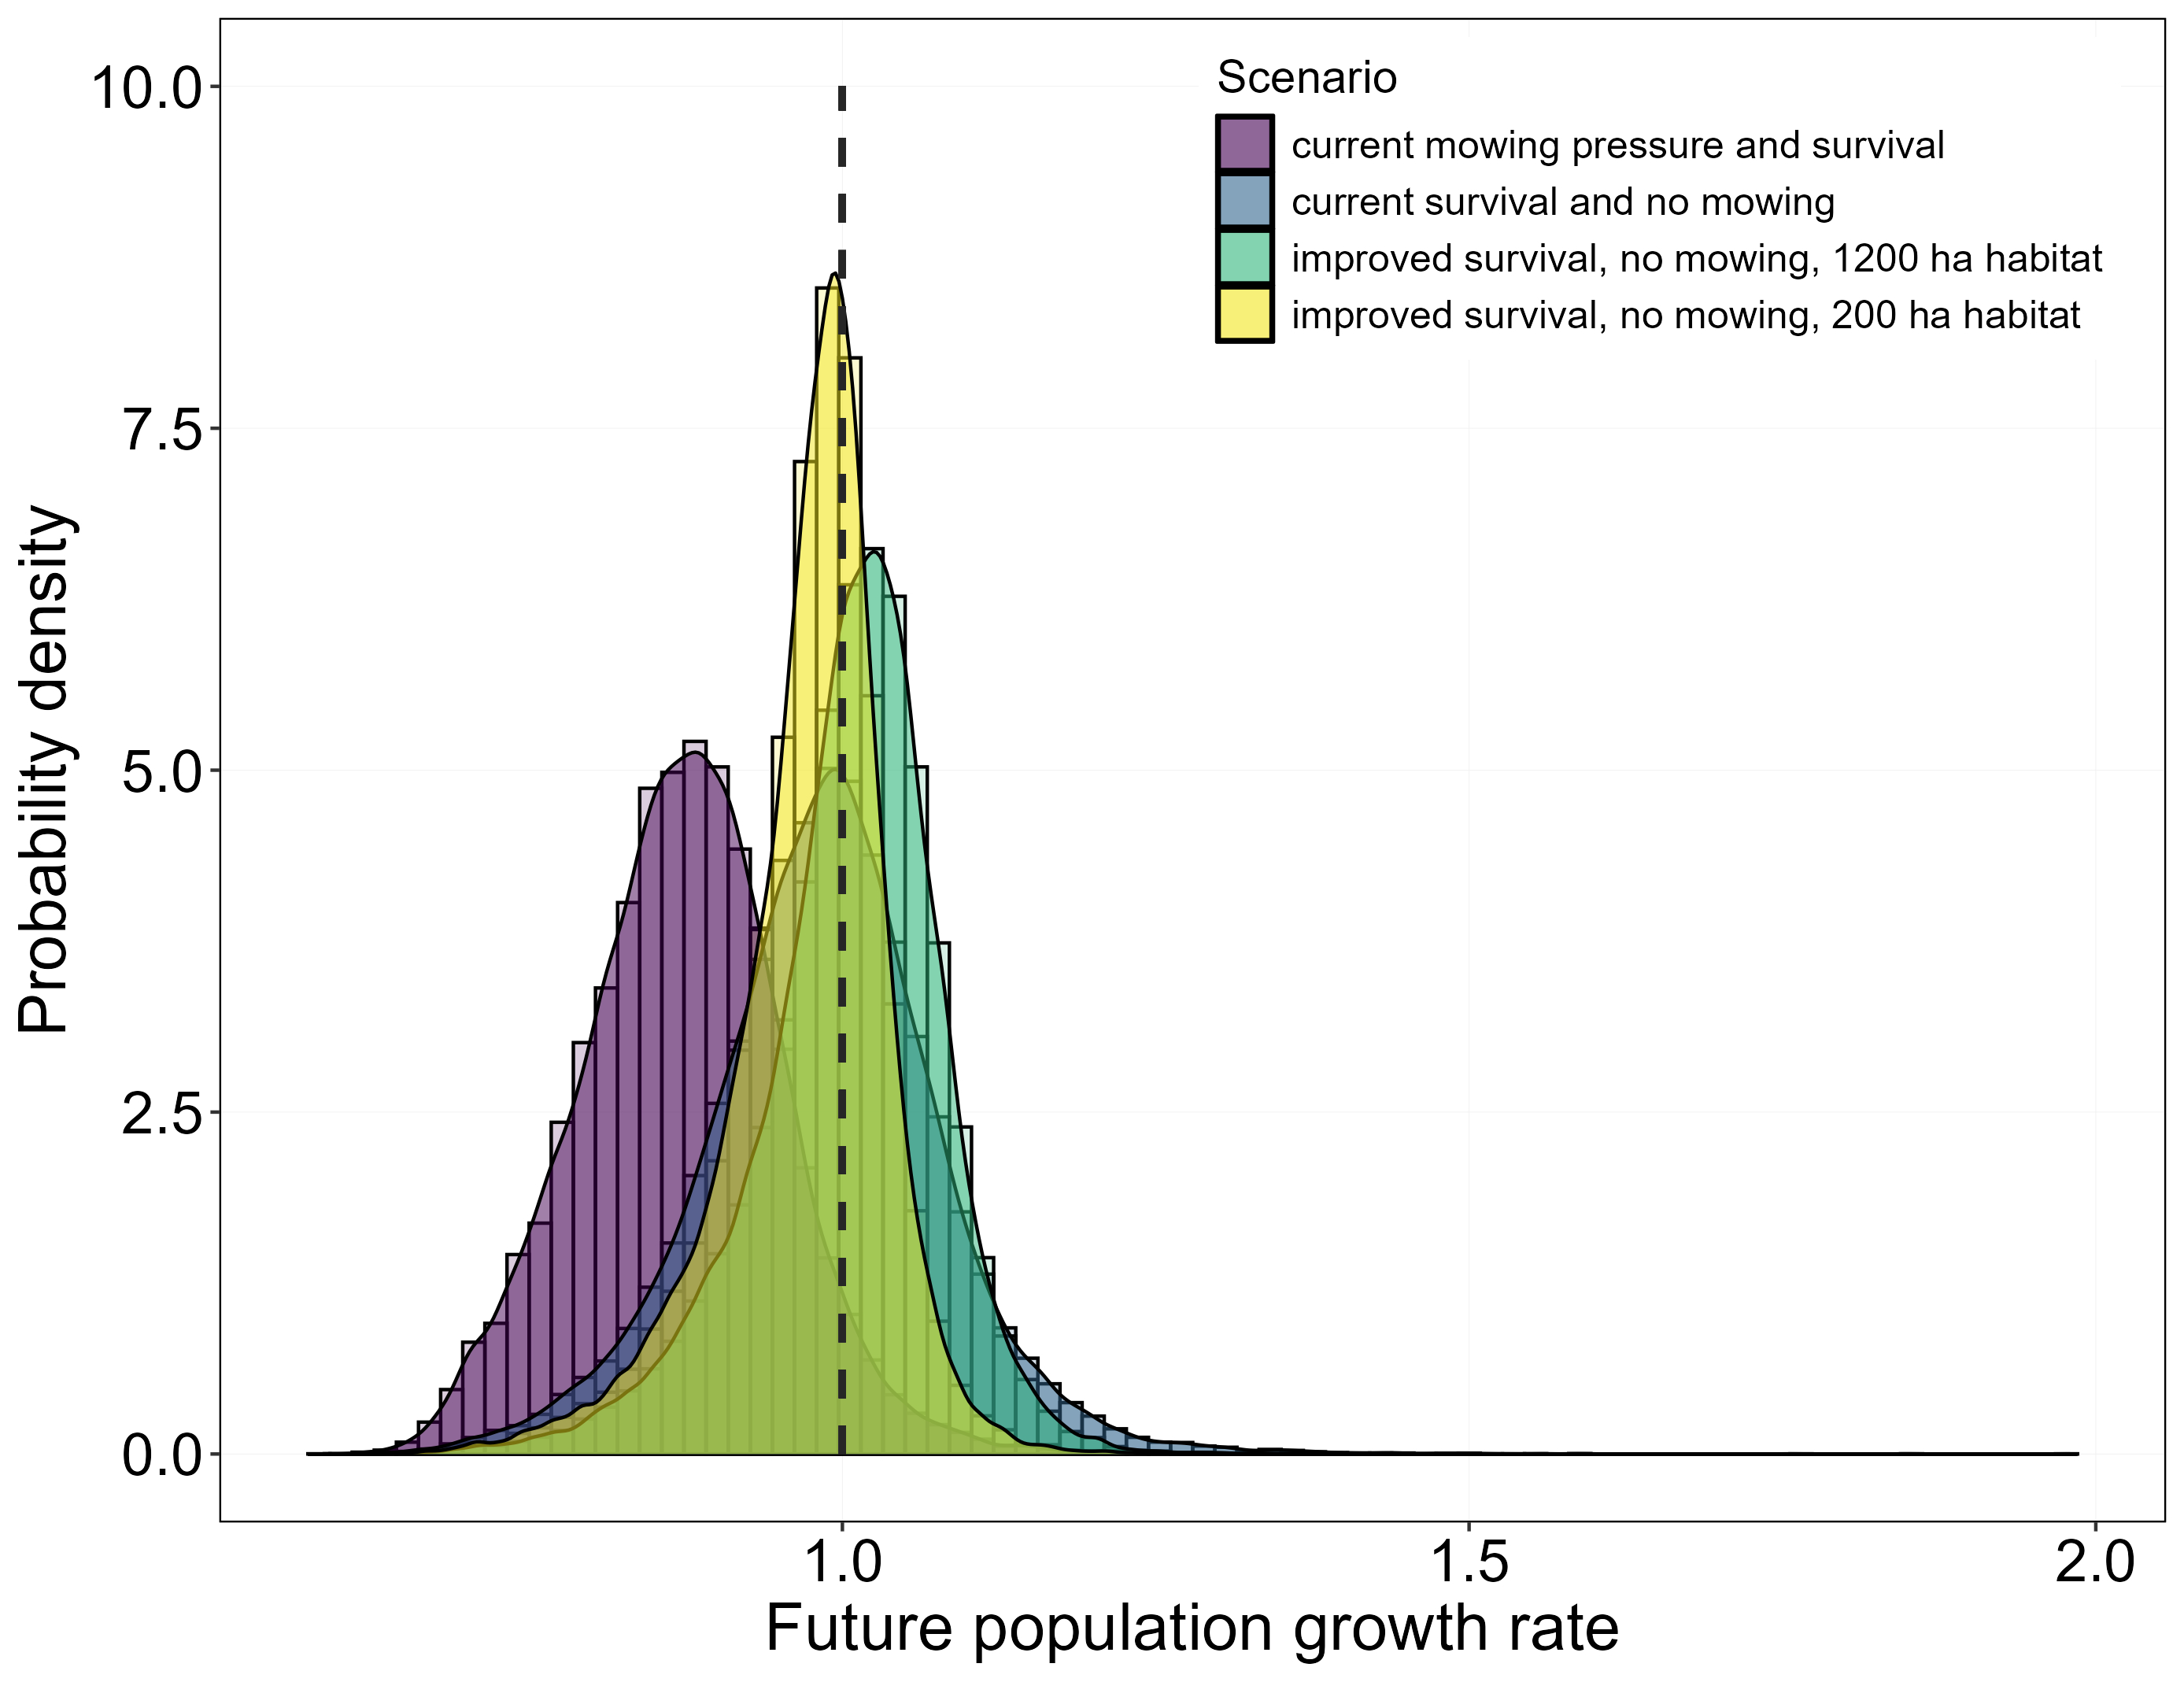 Scenario
current mowing pressure and survival
current survival and no mowing
improved survival, no mowing, 1200 ha habitat
improved survival, no mowing, 200 ha habitat
Probability density
10.0
7.5
5.0
2.5
0.0
1.0 1.5 2.0
Future population growth rate